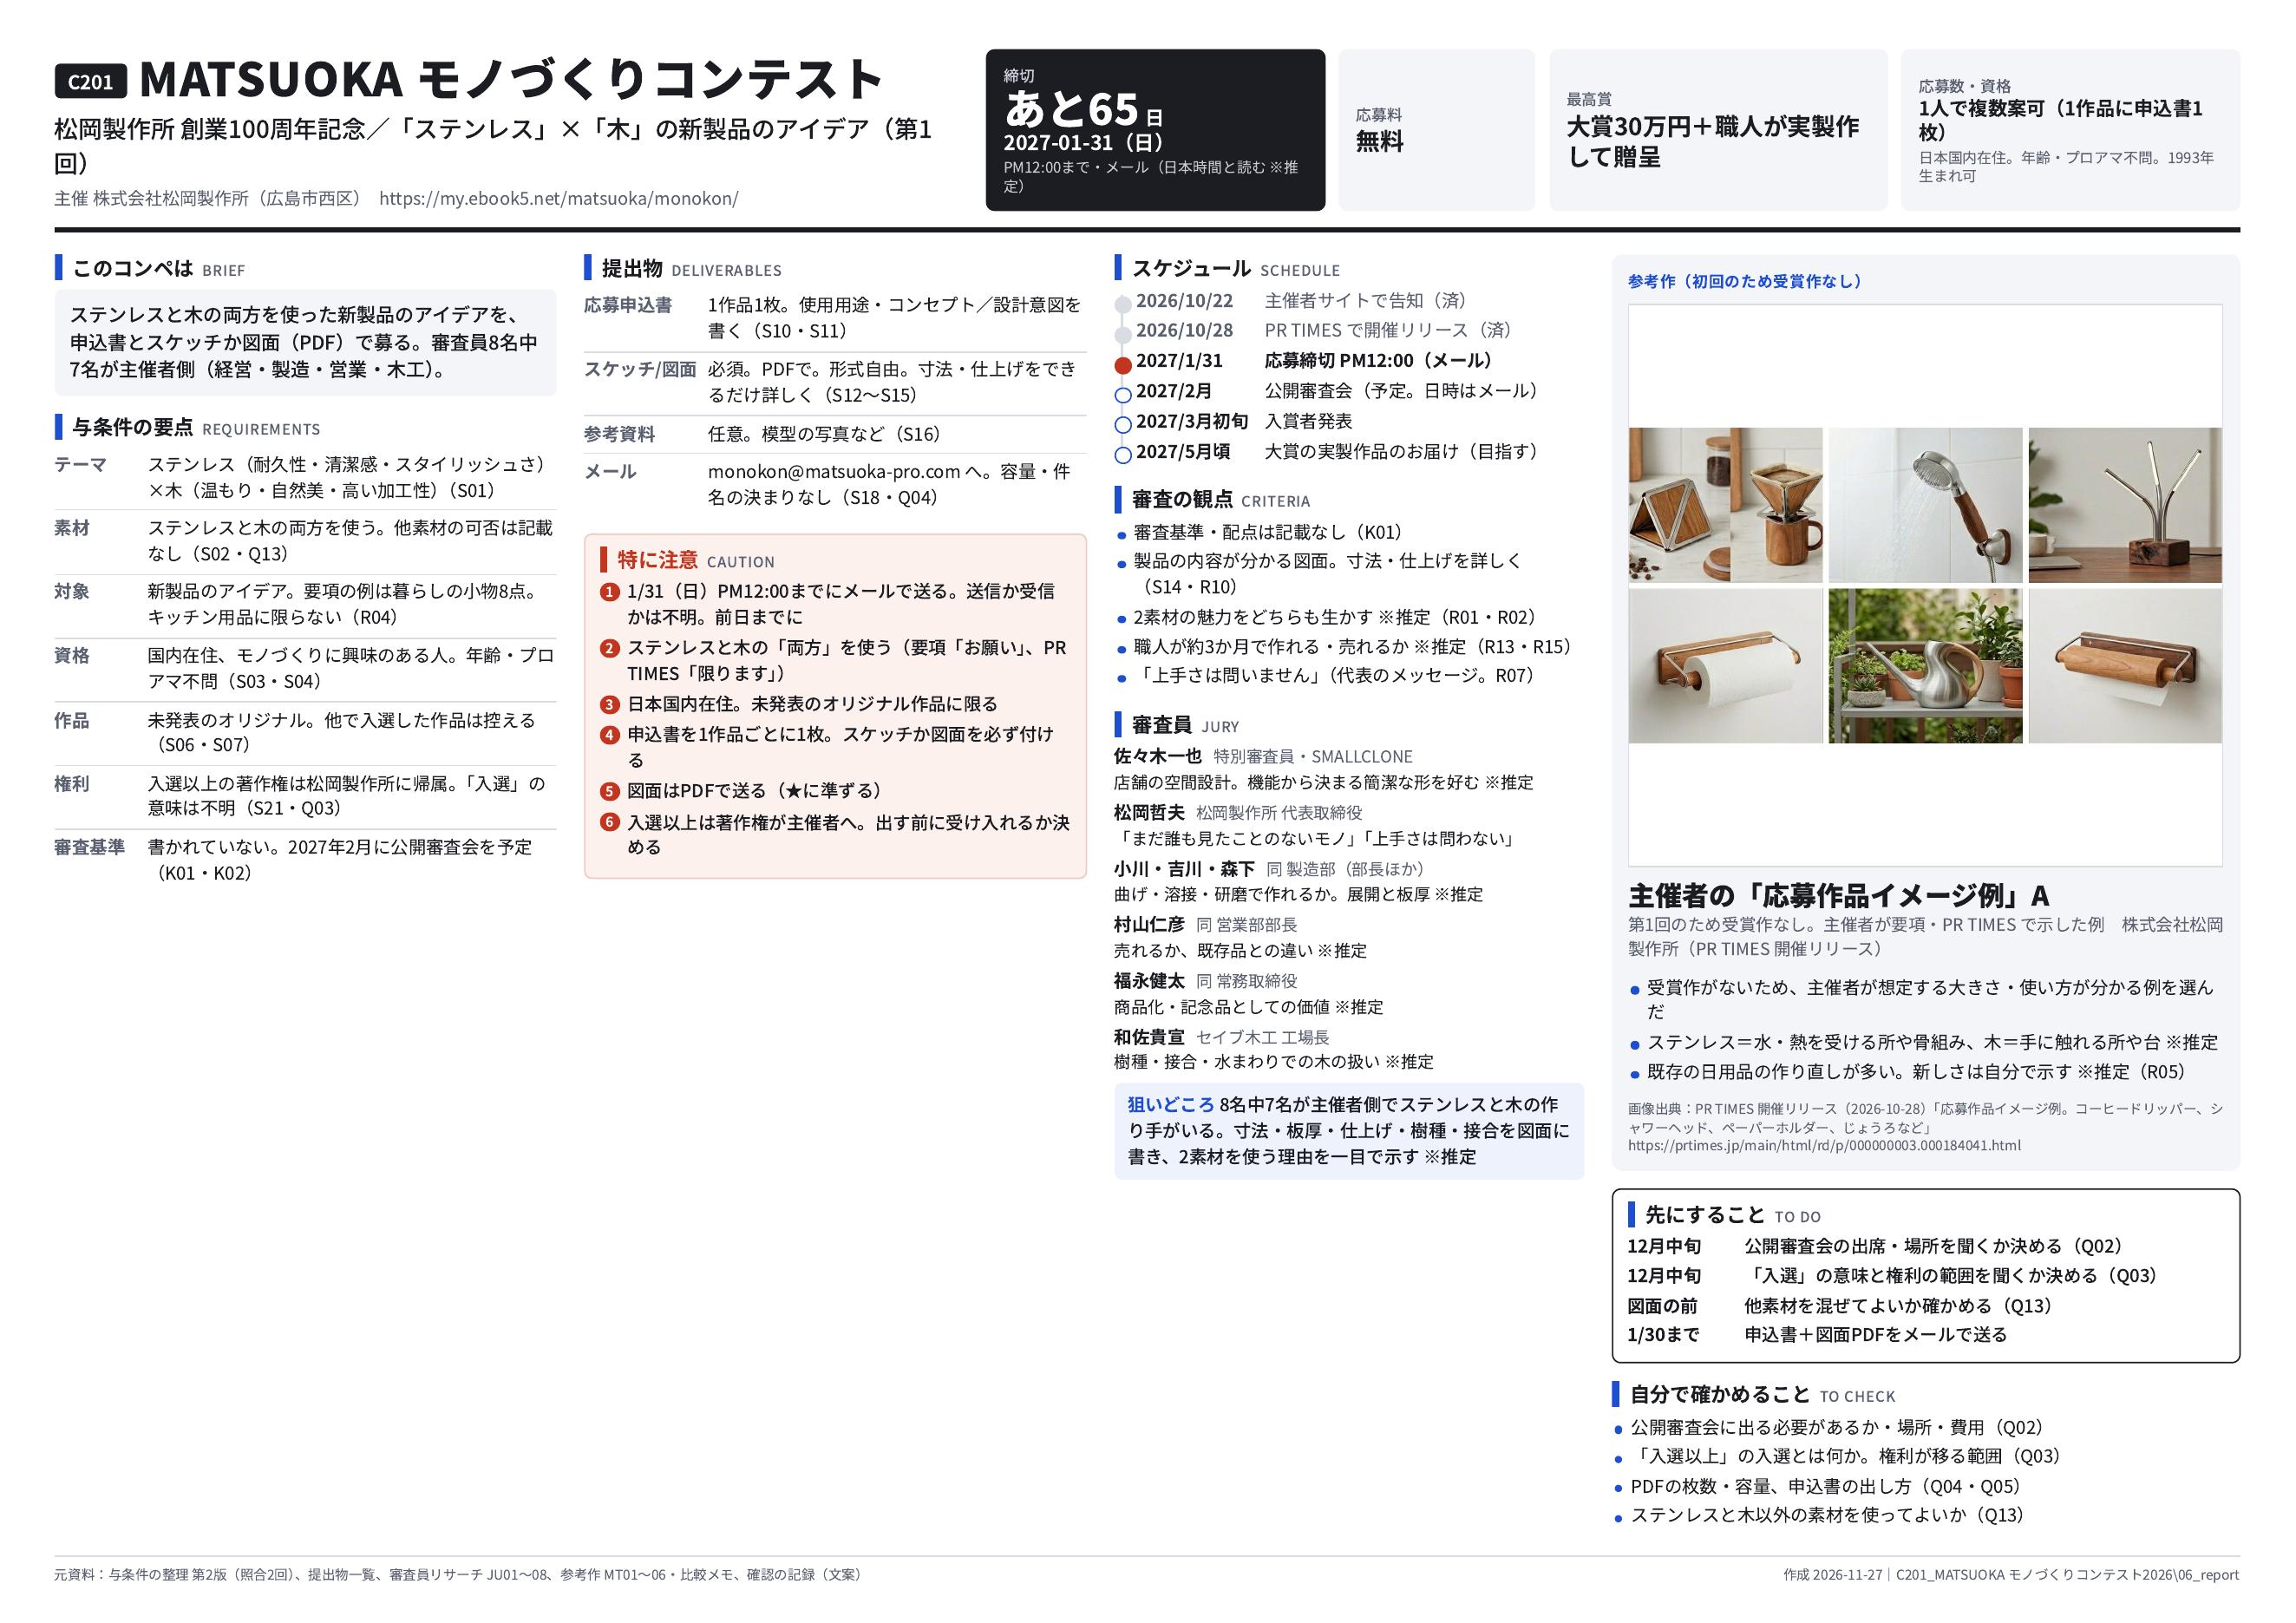 C201 MATSUOKA モノづくりコンテスト
松岡製作所 創業100周年記念／「ステンレス」×「木」の新製品のアイデア（第1
回）
主催 株式会社松岡製作所（広島市西区） https://my.ebook5.net/matsuoka/monokon/
締切
あと65 日
2027-01-31（日）
PM12:00まで・メール（日本時間と読む ※推
定）
応募料
無料
最高賞
大賞30万円＋職人が実製作
して贈呈
応募数・資格
1人で複数案可（1作品に申込書1
枚）
日本国内在住。年齢・プロアマ不問。1993年
生まれ可
このコンペは BRIEF
ステンレスと木の両方を使った新製品のアイデアを、
申込書とスケッチか図面（PDF）で募る。審査員8名中
7名が主催者側（経営・製造・営業・木工）。
与条件の要点 REQUIREMENTS
テーマ ステンレス（耐久性・清潔感・スタイリッシュさ）
×木（温もり・自然美・高い加工性）（S01）
素材 ステンレスと木の両方を使う。他素材の可否は記載
なし（S02・Q13）
対象 新製品のアイデア。要項の例は暮らしの小物8点。
キッチン用品に限らない（R04）
資格 国内在住、モノづくりに興味のある人。年齢・プロ
アマ不問（S03・S04）
作品 未発表のオリジナル。他で入選した作品は控える
（S06・S07）
権利 入選以上の著作権は松岡製作所に帰属。「入選」の
意味は不明（S21・Q03）
審査基準 書かれていない。2027年2月に公開審査会を予定
（K01・K02）
提出物 DELIVERABLES
応募申込書 1作品1枚。使用用途・コンセプト／設計意図を
書く（S10・S11）
スケッチ/図面 必須。PDFで。形式自由。寸法・仕上げをでき
るだけ詳しく（S12～S15）
参考資料 任意。模型の写真など（S16）
メール monokon@matsuoka-pro.com へ。容量・件
名の決まりなし（S18・Q04）
特に注意 CAUTION
1 1/31（日）PM12:00までにメールで送る。送信か受信
かは不明。前日までに
2 ステンレスと木の「両方」を使う（要項「お願い」、PR
TIMES「限ります」）
3 日本国内在住。未発表のオリジナル作品に限る
4 申込書を1作品ごとに1枚。スケッチか図面を必ず付け
る
5 図面はPDFで送る（★に準ずる）
6 入選以上は著作権が主催者へ。出す前に受け入れるか決
める
スケジュール SCHEDULE
2026/10/22 主催者サイトで告知（済）
2026/10/28 PR TIMES で開催リリース（済）
2027/1/31 応募締切 PM12:00（メール）
2027/2月 公開審査会（予定。日時はメール）
2027/3月初旬 入賞者発表
2027/5月頃 大賞の実製作品のお届け（目指す）
審査の観点 CRITERIA
審査基準・配点は記載なし（K01）
製品の内容が分かる図面。寸法・仕上げを詳しく
（S14・R10）
2素材の魅力をどちらも生かす ※推定（R01・R02）
職人が約3か月で作れる・売れるか ※推定（R13・R15）
「上手さは問いません」（代表のメッセージ。R07）
審査員 JURY
佐々木一也 特別審査員・SMALLCLONE
店舗の空間設計。機能から決まる簡潔な形を好む ※推定
松岡哲夫 松岡製作所 代表取締役
「まだ誰も見たことのないモノ」「上手さは問わない」
小川・吉川・森下 同 製造部（部長ほか）
曲げ・溶接・研磨で作れるか。展開と板厚 ※推定
村山仁彦 同 営業部部長
売れるか、既存品との違い ※推定
福永健太 同 常務取締役
商品化・記念品としての価値 ※推定
和佐貴宣 セイブ木工 工場長
樹種・接合・水まわりでの木の扱い ※推定
狙いどころ 8名中7名が主催者側でステンレスと木の作
り手がいる。寸法・板厚・仕上げ・樹種・接合を図面に
書き、2素材を使う理由を一目で示す ※推定
参考作（初回のため受賞作なし）
主催者の「応募作品イメージ例」A
第1回のため受賞作なし。主催者が要項・PR TIMES で示した例 株式会社松岡
製作所（PR TIMES 開催リリース）
受賞作がないため、主催者が想定する大きさ・使い方が分かる例を選ん
だ
ステンレス＝水・熱を受ける所や骨組み、木＝手に触れる所や台 ※推定
既存の日用品の作り直しが多い。新しさは自分で示す ※推定（R05）
画像出典：PR TIMES 開催リリース（2026-10-28）「応募作品イメージ例。コーヒードリッパー、シ
ャワーヘッド、ペーパーホルダー、じょうろなど」
https://prtimes.jp/main/html/rd/p/000000003.000184041.html
先にすること TO DO
12月中旬 公開審査会の出席・場所を聞くか決める（Q02）
12月中旬 「入選」の意味と権利の範囲を聞くか決める（Q03）
図面の前 他素材を混ぜてよいか確かめる（Q13）
1/30まで 申込書＋図面PDFをメールで送る
自分で確かめること TO CHECK
公開審査会に出る必要があるか・場所・費用（Q02）
「入選以上」の入選とは何か。権利が移る範囲（Q03）
PDFの枚数・容量、申込書の出し方（Q04・Q05）
ステンレスと木以外の素材を使ってよいか（Q13）
元資料：与条件の整理 第2版（照合2回）、提出物一覧、審査員リサーチ JU01～08、参考作 MT01～06・比較メモ、確認の記録（文案）
作成 2026-11-27｜C201_MATSUOKA モノづくりコンテスト2026\06_report